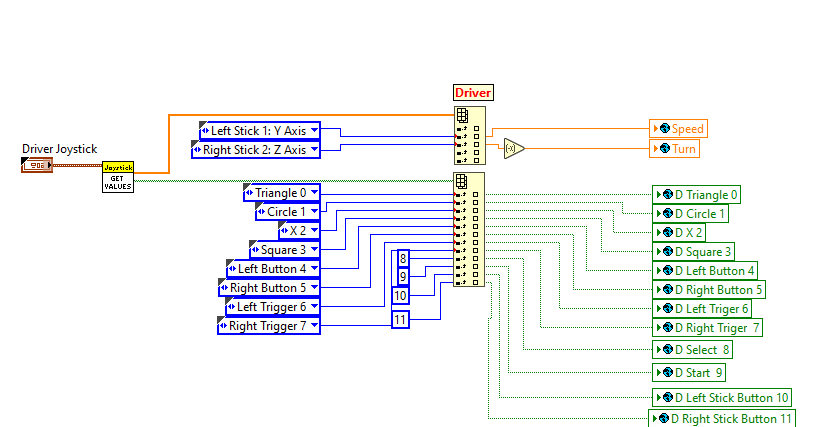 Driver
Driver Joystick
Joystick
GET
VALUES
Left Stick 1: Y Axis
Right Stick 2: Z Axis
Speed
Turn
Triangle 0
Circle 1
X 2
Square 3
Left Button 4
Right Button 5
Left Trigger 6
Right Trigger 7
8
9
10
11
D Triangle 0
D Circle 1
D X 2
D Square 3
D Left Button 4
D Right Button 5
D Left Triger 6
D Right Triger 7
D Select 8
D Start 9
D Left Stick Button 10
D Right Stick Button 11